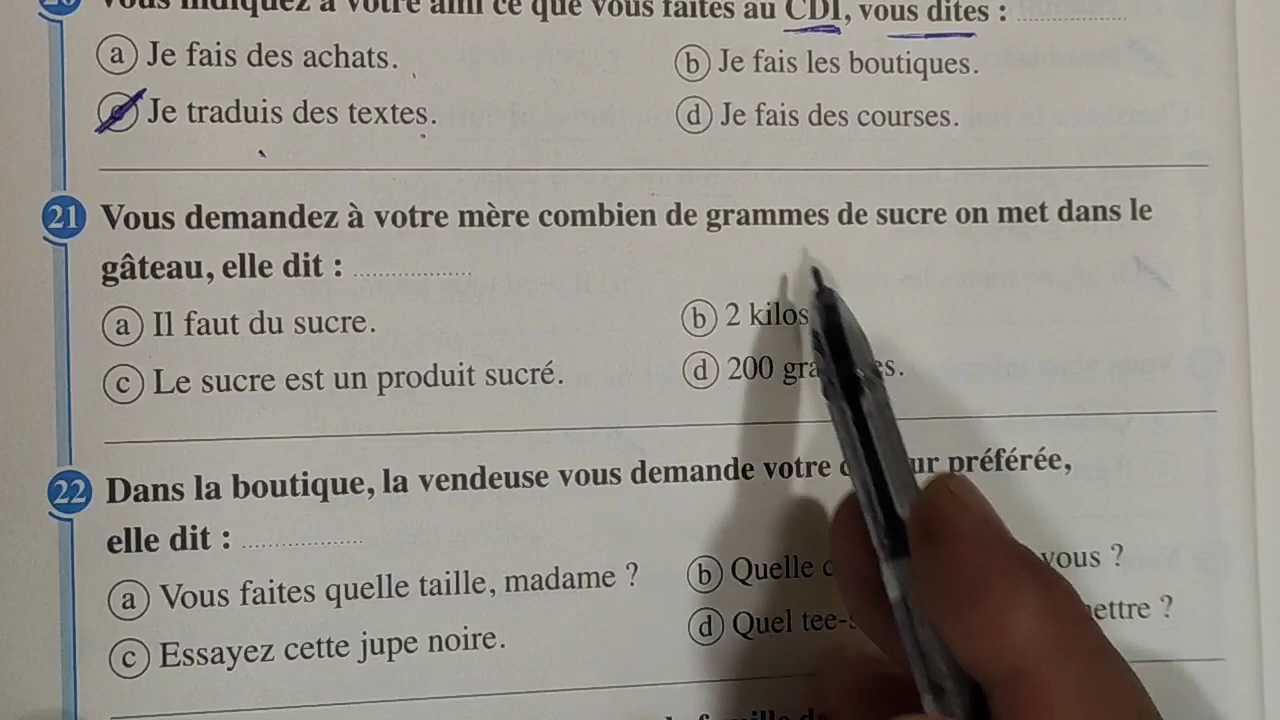 Vous indiquez à votre ami ce que vous faites au CDI, vous dites : ..................
a Je fais des achats.
b Je fais les boutiques.
Je traduis des textes.
d Je fais des courses.
21 Vous demandez à votre mère combien de grammes de sucre on met dans le
gâteau, elle dit : ..................
a Il faut du sucre.
b 2 kilos
c Le sucre est un produit sucré.
d 200
22 Dans la boutique, la vendeuse vous demande votre préférée,
elle dit : ..................
a Vous faites quelle taille, madame ?
b Quelle vous ?
c Essayez cette jupe noire.
d Quel ?